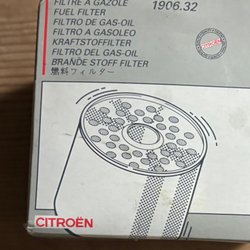 FILTRE A GAZOLE 1906.32
FUEL FILTER
FILTRO DE GAS-OIL
FILTRO A GASOLEO
KRAFTSTOFFILTER
FILTRO DEL GAS-OIL
BRANDE STOFF FILTER
燃料フィルター
CITROËN
CITROËN